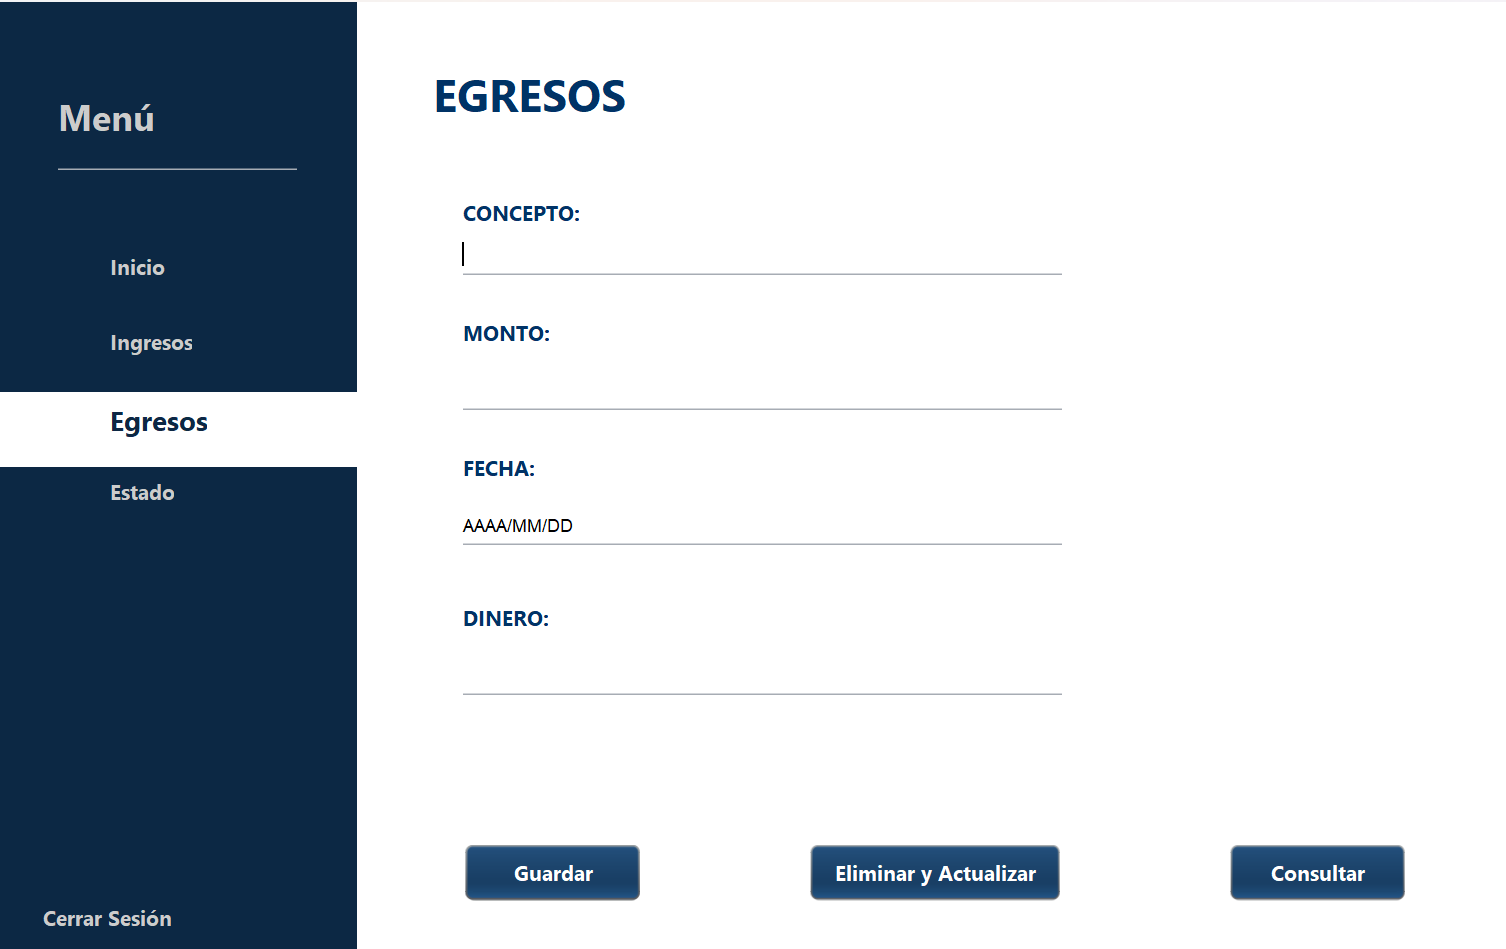 Menú
Inicio
Ingresos
Egresos
Estado
Cerrar Sesión
EGRESOS
CONCEPTO:
MONTO:
FECHA:
AAAA/MM/DD
DINERO:
Guardar
Eliminar y Actualizar
Consultar